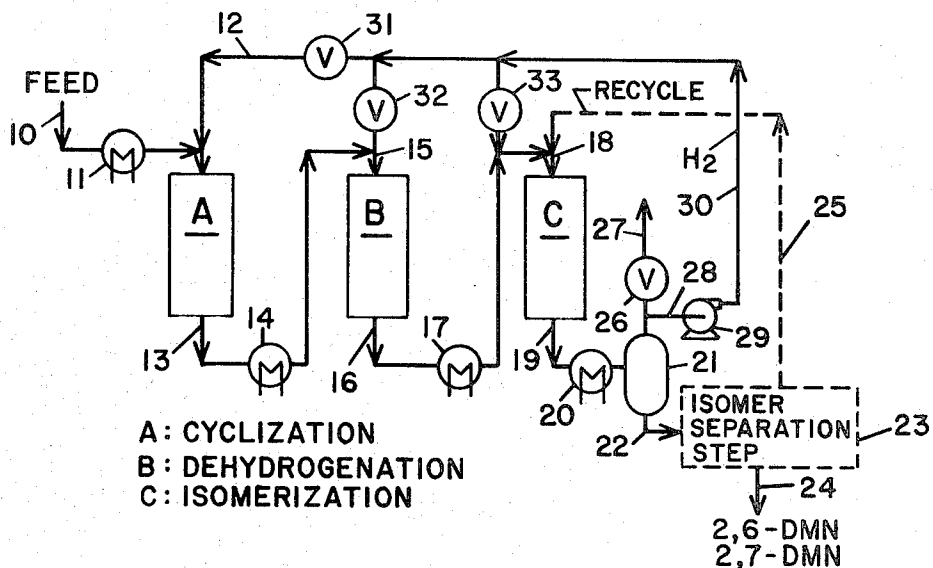 12
31
V
FEED
10
11
32
V
33
V
RECYCLE
15
18
H2
30
25
A
B
C
27
V
26
28
29
13
14
16
17
19
20
21
22
ISOMER
SEPARATION
STEP
23
24
A: CYCLIZATION
B: DEHYDROGENATION
C: ISOMERIZATION
2,6-DMN
2,7-DMN